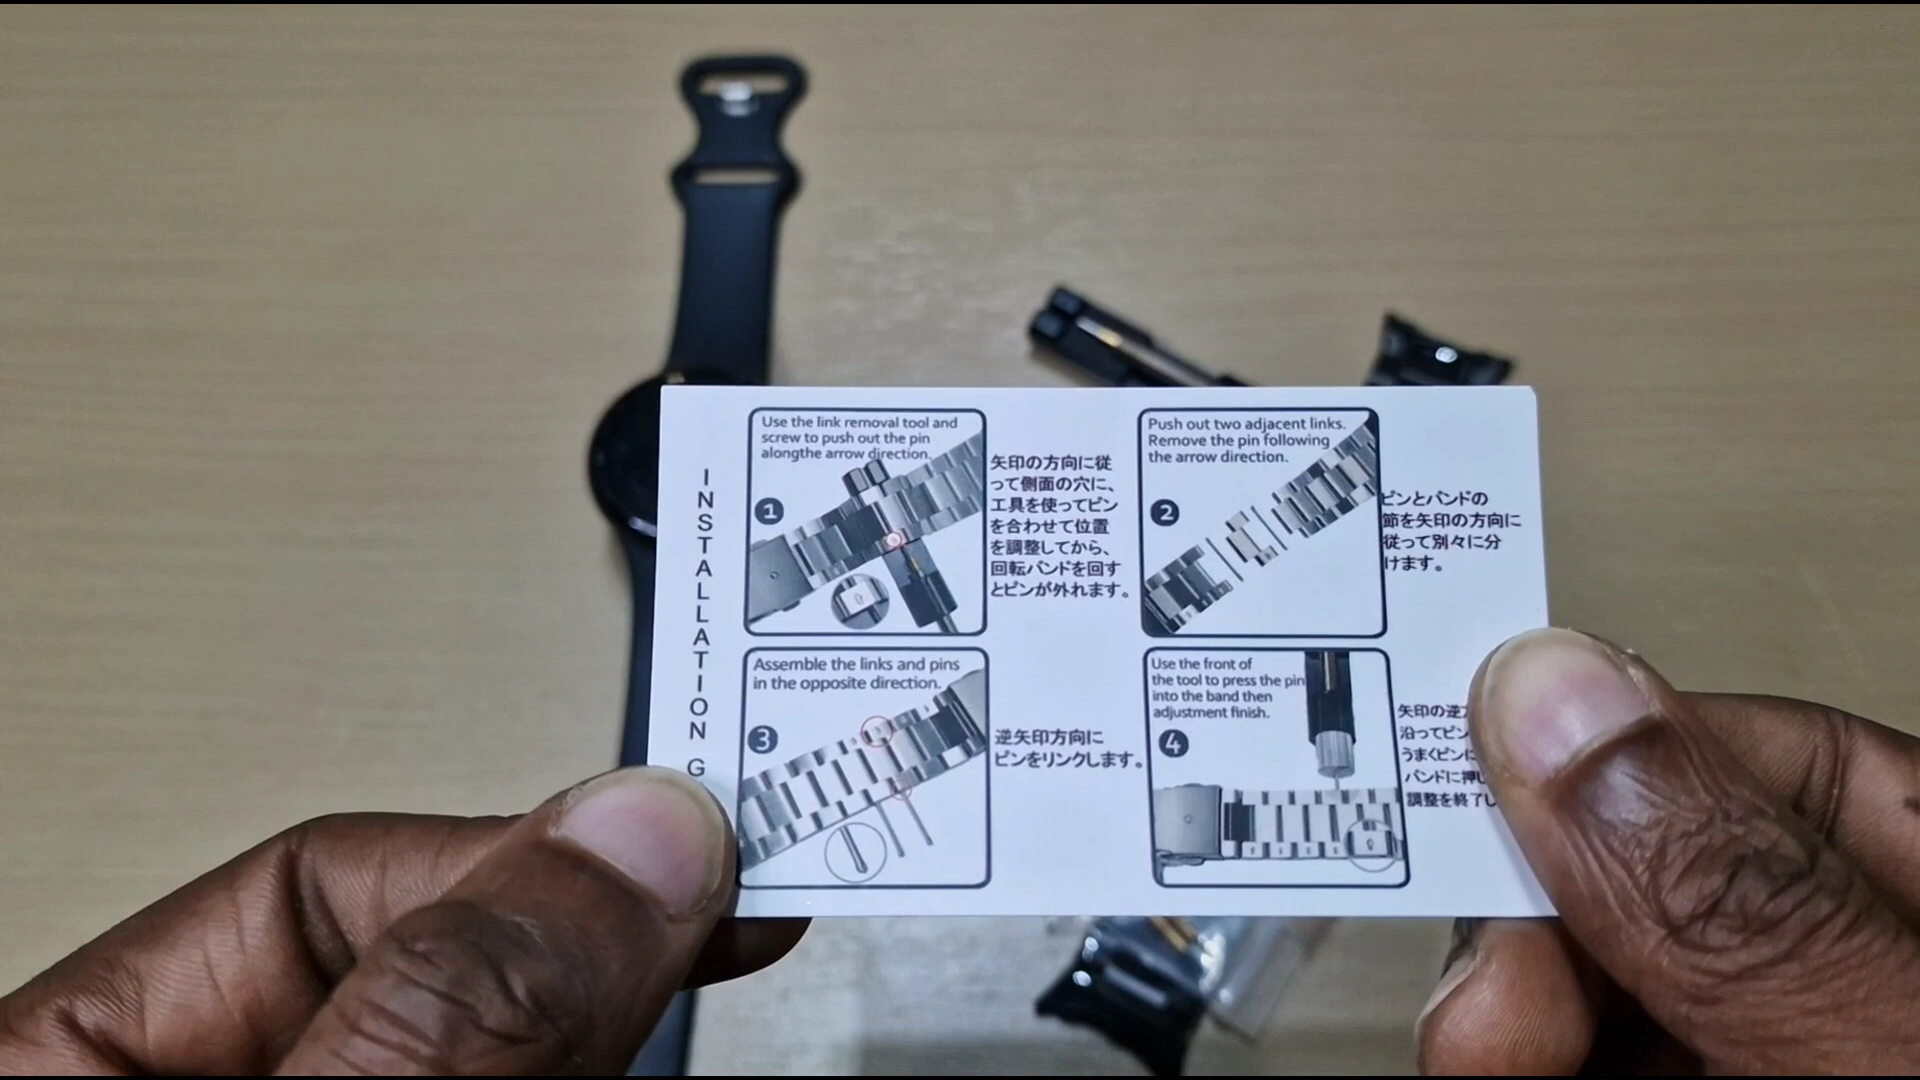 INSTALLATION G
Use the link removal tool and
screw to push out the pin
alongthe arrow direction.
1
矢印の方向に従
って側面の穴に、
工具を使ってピン
を合わせて位置
を調整してから、
回転バンドを回す
とピンが外れます。
Push out two adjacent links.
Remove the pin following
the arrow direction.
2
ピンとバンドの
節を矢印の方向に
従って別々に分
けます。
Assemble the links and pins
in the opposite direction.
3
逆矢印方向に
ピンをリンクします。
Use the front of
the tool to press the pin
into the band then
adjustment finish.
4
矢印の逆
沿ってピン
うまくピンに
バンドに押し
調整を終了し